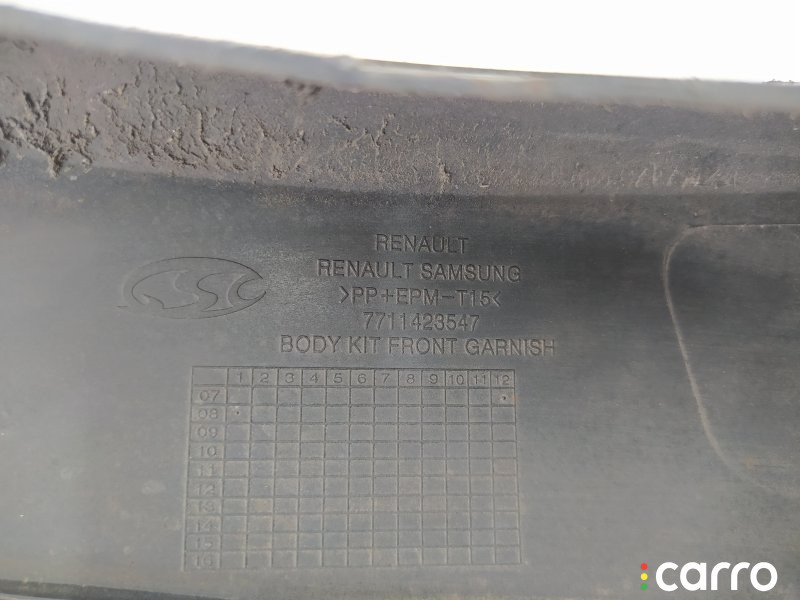 RENAULT
RENAULT SAMSUNG
>PP+EPM-T15<
7711423547
BODY KIT FRONT GARNISH
1 2 3 4 5 6 7 8 9 10 11 12
07
08
09
10
11
12
13
14
15
16
carro